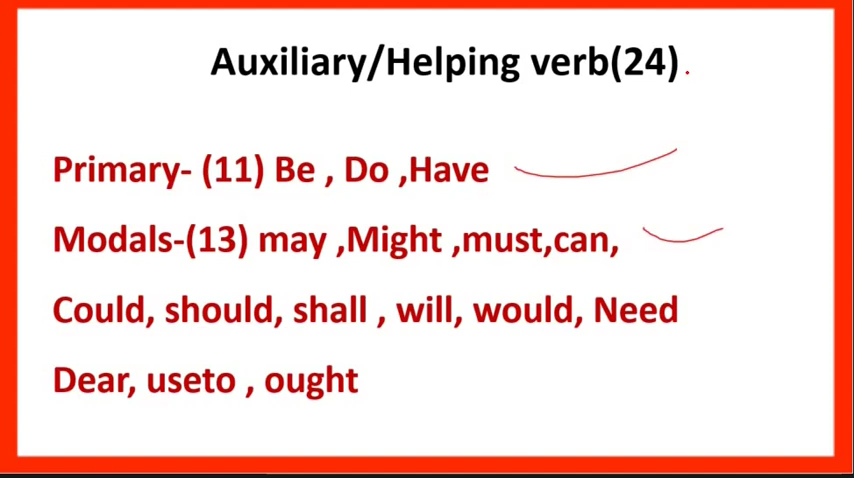 Auxiliary/Helping verb(24) .
Primary- (11) Be , Do ,Have
Modals-(13) may ,Might ,must,can,
Could, should, shall , will, would, Need
Dear, useto , ought